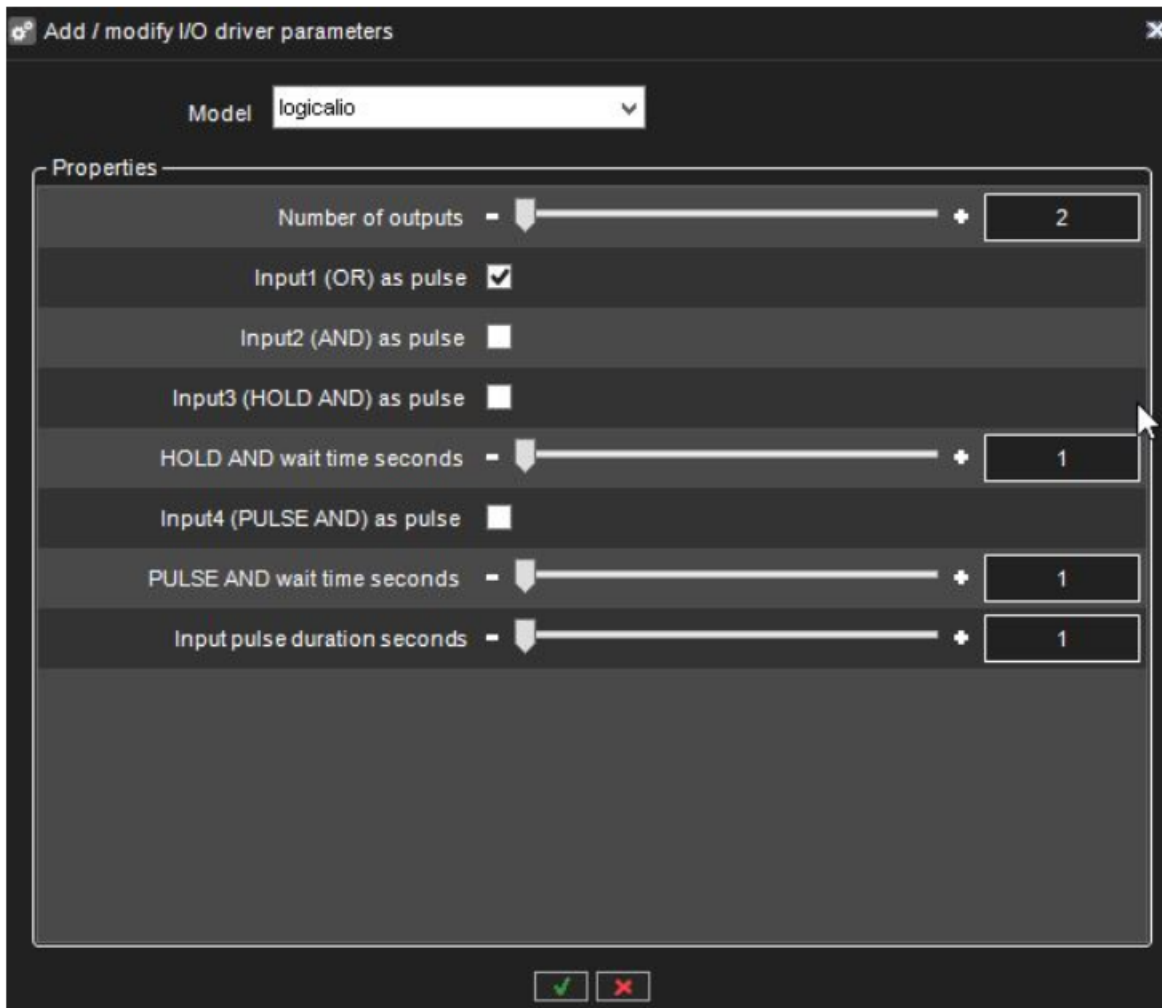 Add / modify I/O driver parameters
Model logicalio
Properties
Number of outputs - + 2
Input1 (OR) as pulse
Input2 (AND) as pulse
Input3 (HOLD AND) as pulse
HOLD AND wait time seconds - + 1
Input4 (PULSE AND) as pulse
PULSE AND wait time seconds - + 1
Input pulse duration seconds - + 1